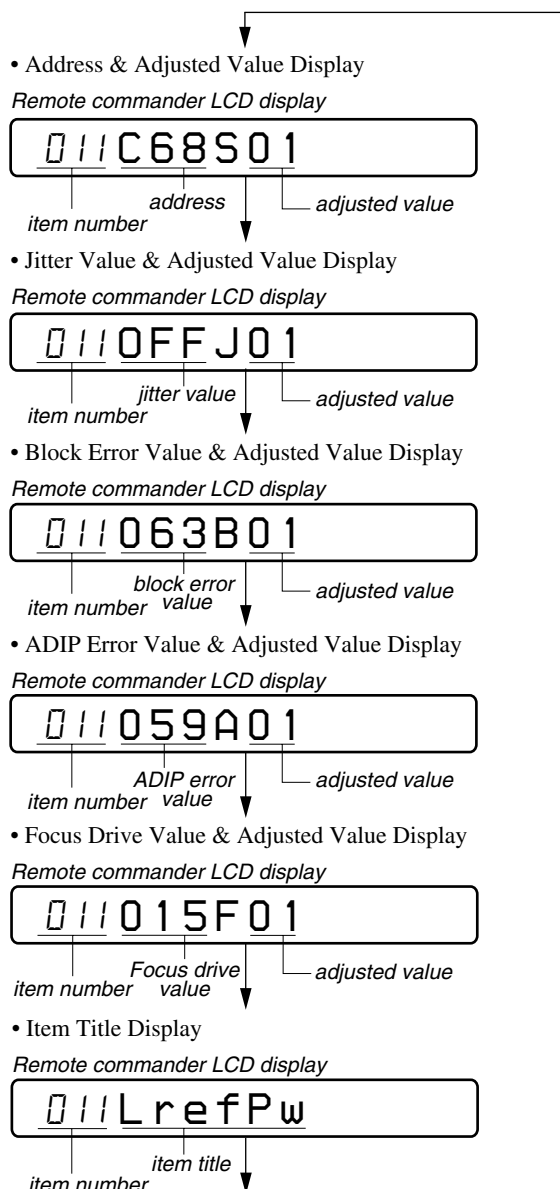 • Address & Adjusted Value Display
Remote commander LCD display
011C68S01
address
adjusted value
item number
• Jitter Value & Adjusted Value Display
Remote commander LCD display
011OFFJ01
jitter value
adjusted value
item number
• Block Error Value & Adjusted Value Display
Remote commander LCD display
011063B01
block error
value
adjusted value
item number
• ADIP Error Value & Adjusted Value Display
Remote commander LCD display
011059A01
ADIP error
value
adjusted value
item number
• Focus Drive Value & Adjusted Value Display
Remote commander LCD display
011015F01
Focus drive
value
adjusted value
item number
• Item Title Display
Remote commander LCD display
011LrefPw
item title
item number